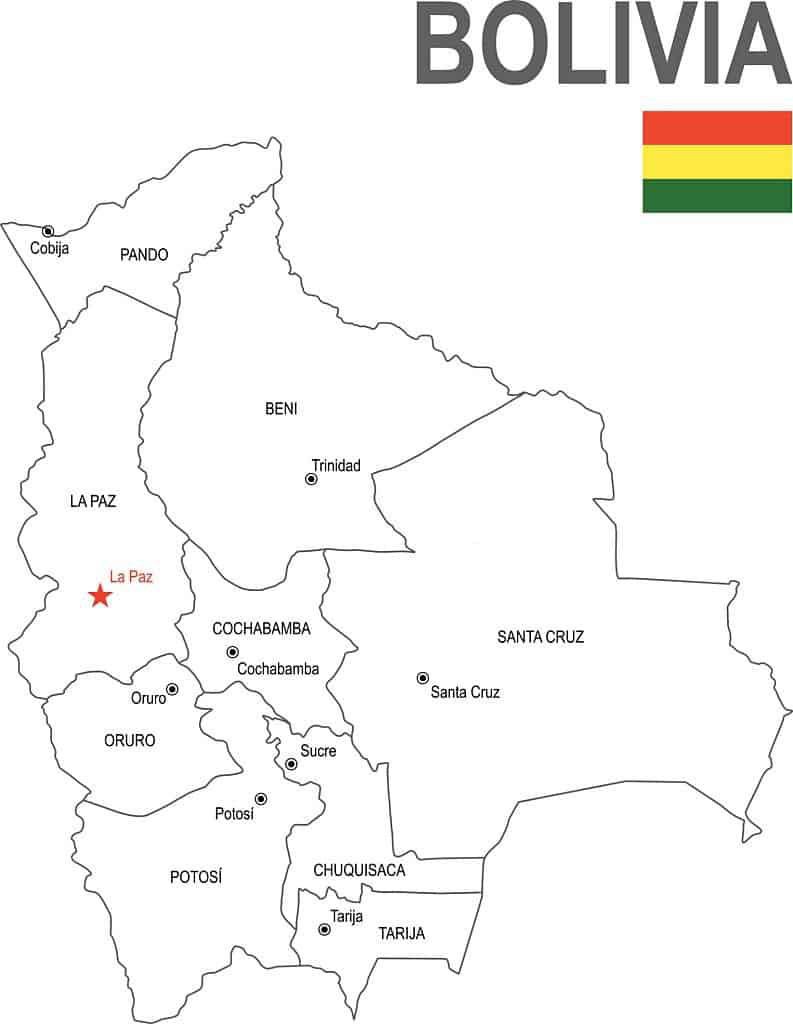 BOLIVIA
Cobija
PANDO
BENI
Trinidad
LA PAZ
La Paz
COCHABAMBA
Cochabamba
SANTA CRUZ
Santa Cruz
Oruro
ORURO
Sucre
Potosí
POTOSÍ
CHUQUISACA
Tarija
TARIJA